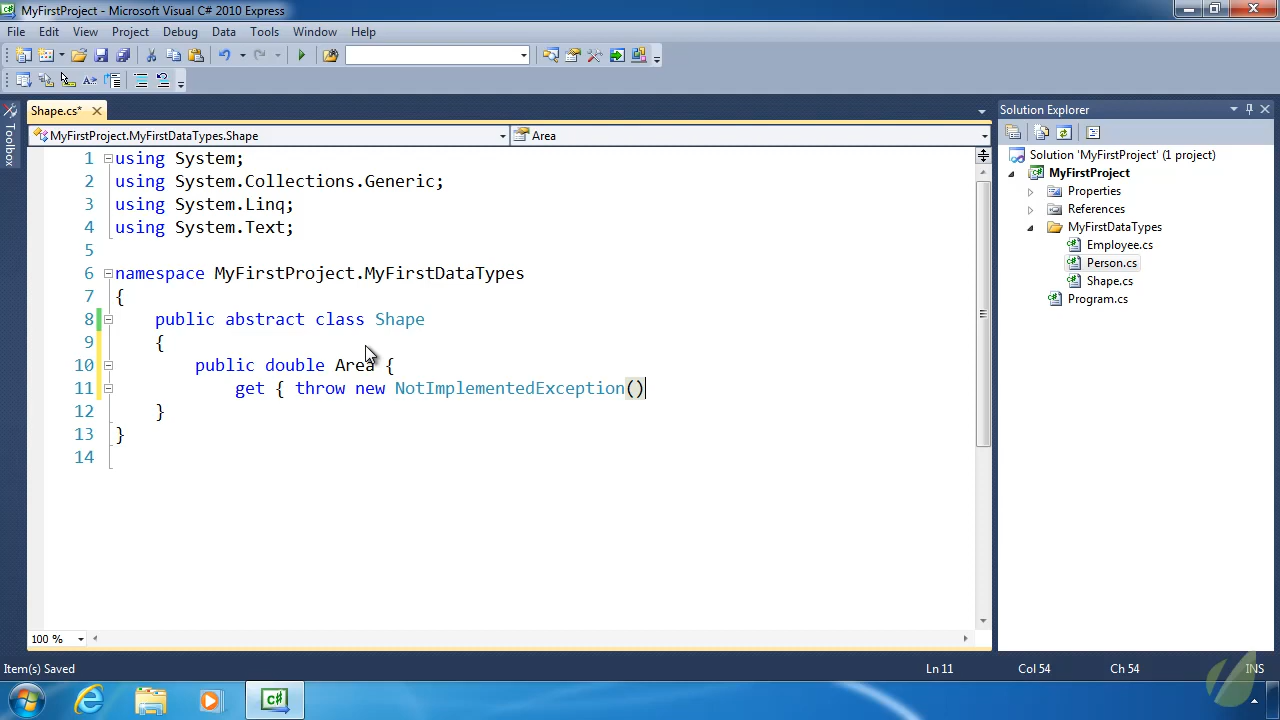 MyFirstProject - Microsoft Visual C# 2010 Express
File Edit View Project Debug Data Tools Window Help
Toolbox
Shape.cs* ×
MyFirstProject.MyFirstDataTypes.Shape
Area
1 using System;
2 using System.Collections.Generic;
3 using System.Linq;
4 using System.Text;
5
6 namespace MyFirstProject.MyFirstDataTypes
7 {
8 public abstract class Shape
9 {
10 public double Area {
11 get { throw new NotImplementedException()
12 }
13 }
14
100 %
Solution Explorer
Solution 'MyFirstProject' (1 project)
MyFirstProject
Properties
References
MyFirstDataTypes
Employee.cs
Person.cs
Shape.cs
Program.cs
Item(s) Saved
Ln 11
Col 54
Ch 54
INS
C#